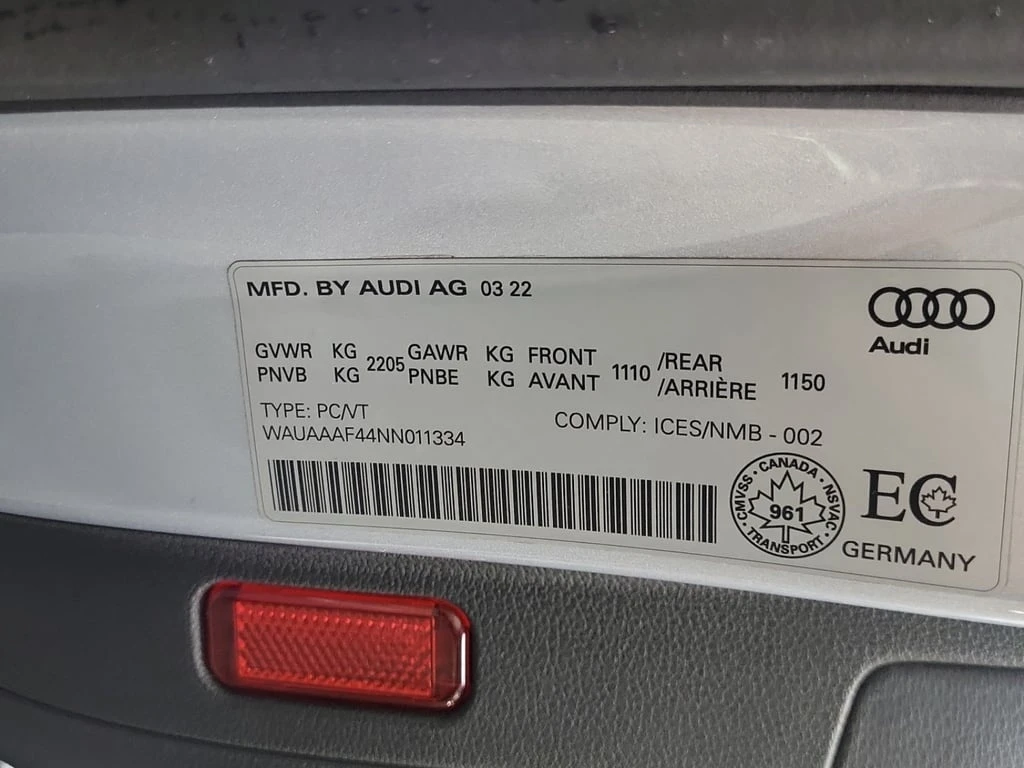 MFD. BY AUDI AG 03 22
Audi
GVWR KG 2205 GAWR KG FRONT 1110 /REAR 1150
PNVB KG PNBE KG AVANT /ARRIÈRE
TYPE: PC/VT
COMPLY: ICES/NMB - 002
WAUAAAF44NN011334
CANADA
CMVSS • NSVAC
961
TRANSPORT
EC
GERMANY